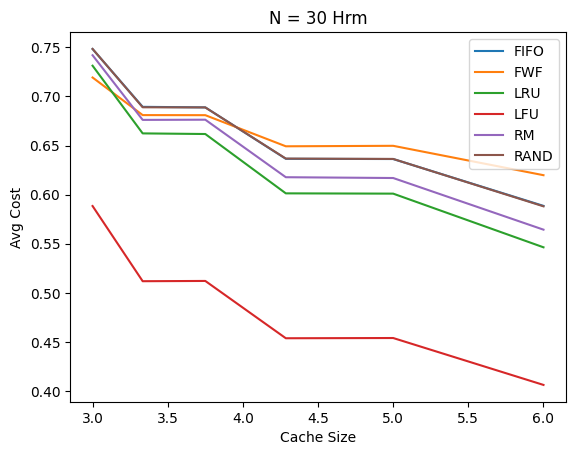 N = 30 Hrm
Avg Cost
0.75
0.70
0.65
0.60
0.55
0.50
0.45
0.40
FIFO
FWF
LRU
LFU
RM
RAND
3.0 3.5 4.0 4.5 5.0 5.5 6.0
Cache Size